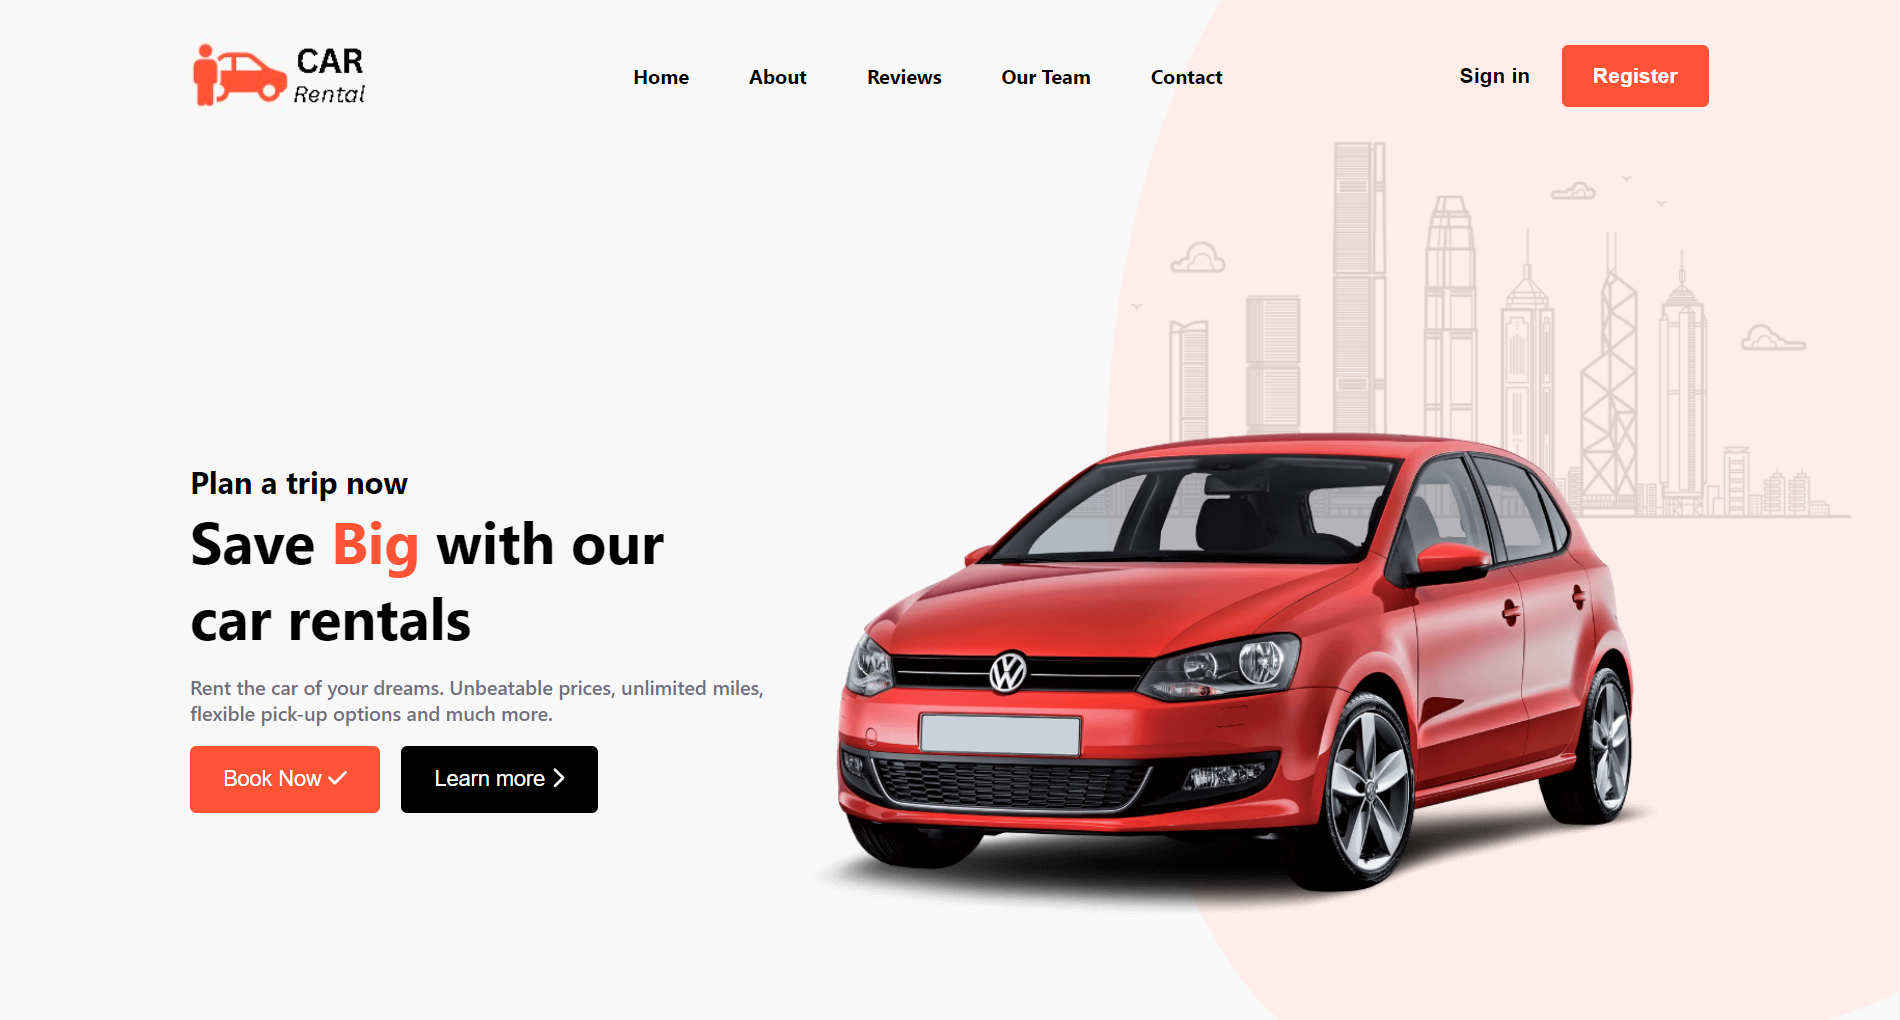 CAR
Rental
Home
About
Reviews
Our Team
Contact
Sign in
Register
Plan a trip now
Save Big with our
car rentals
Rent the car of your dreams. Unbeatable prices, unlimited miles,
flexible pick-up options and much more.
Book Now
Learn more